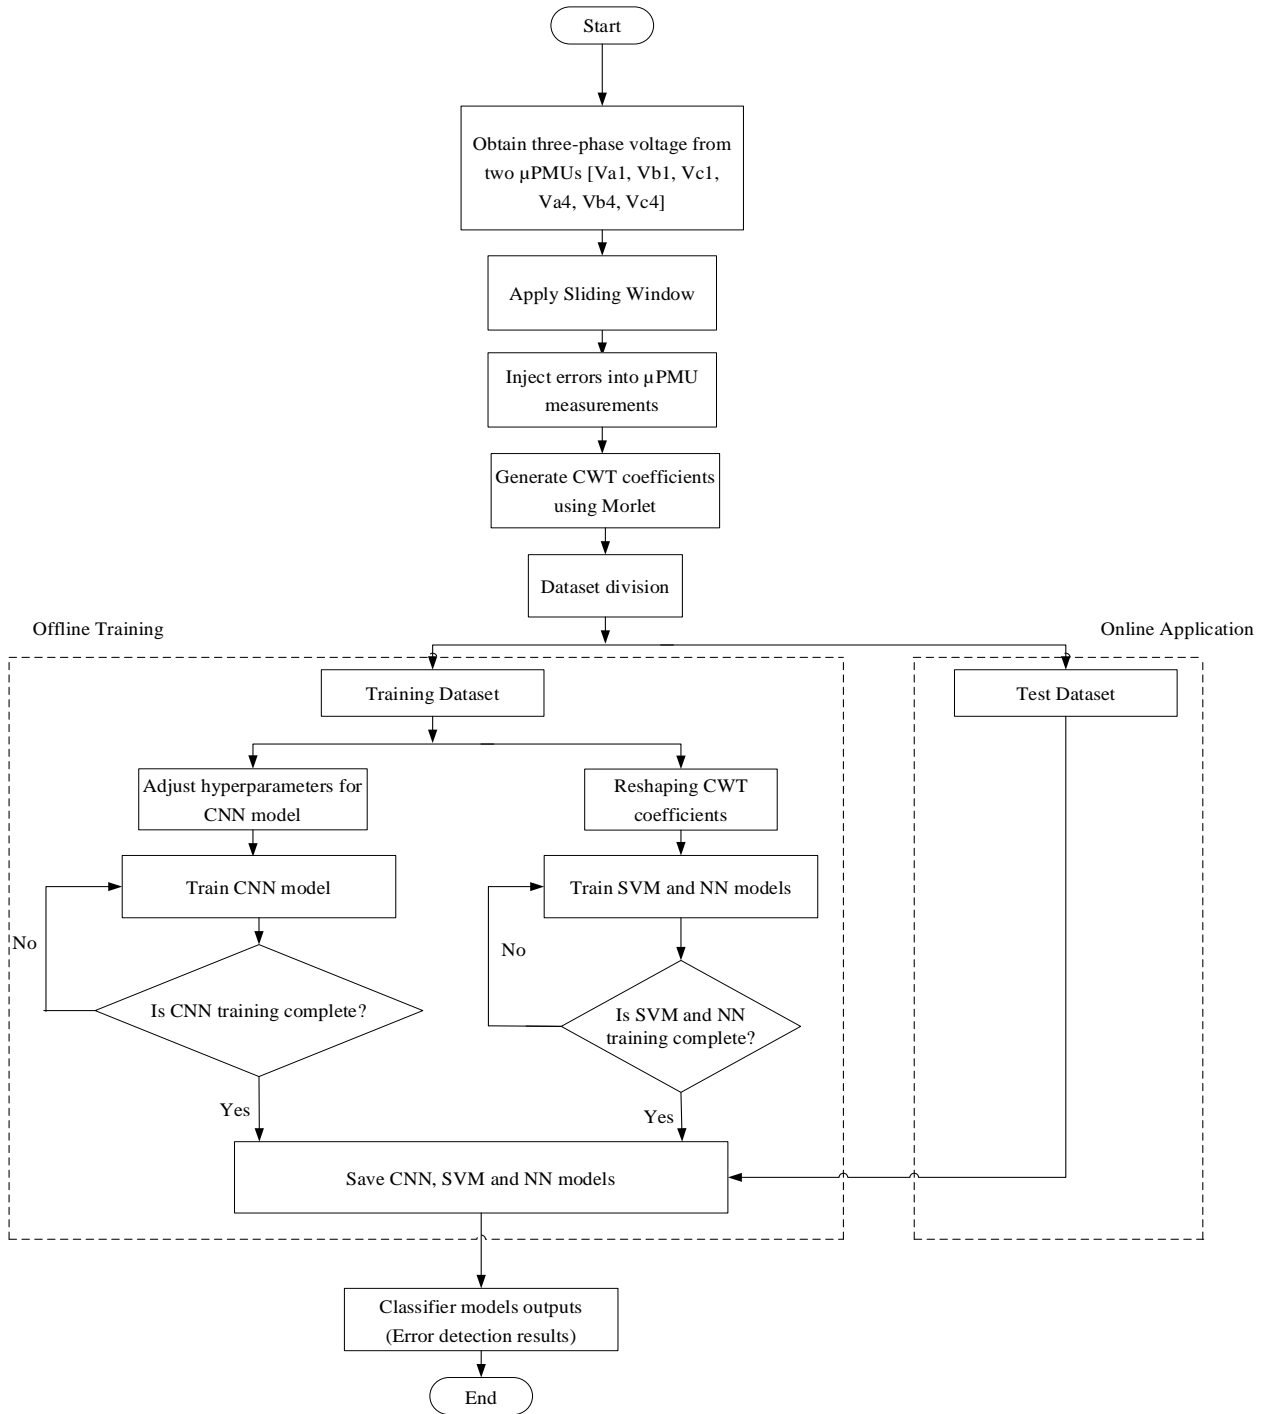 Start
Obtain three-phase voltage from
two µPMUs [Va1, Vb1, Vc1,
Va4, Vb4, Vc4]
Apply Sliding Window
Inject errors into µPMU
measurements
Generate CWT coefficients
using Morlet
Dataset division
Offline Training
Online Application
Training Dataset
Test Dataset
Adjust hyperparameters for
CNN model
Reshaping CWT
coefficients
Train CNN model
Train SVM and NN models
No
No
Is CNN training complete?
Is SVM and NN
training complete?
Yes
Yes
Save CNN, SVM and NN models
Classifier models outputs
(Error detection results)
End